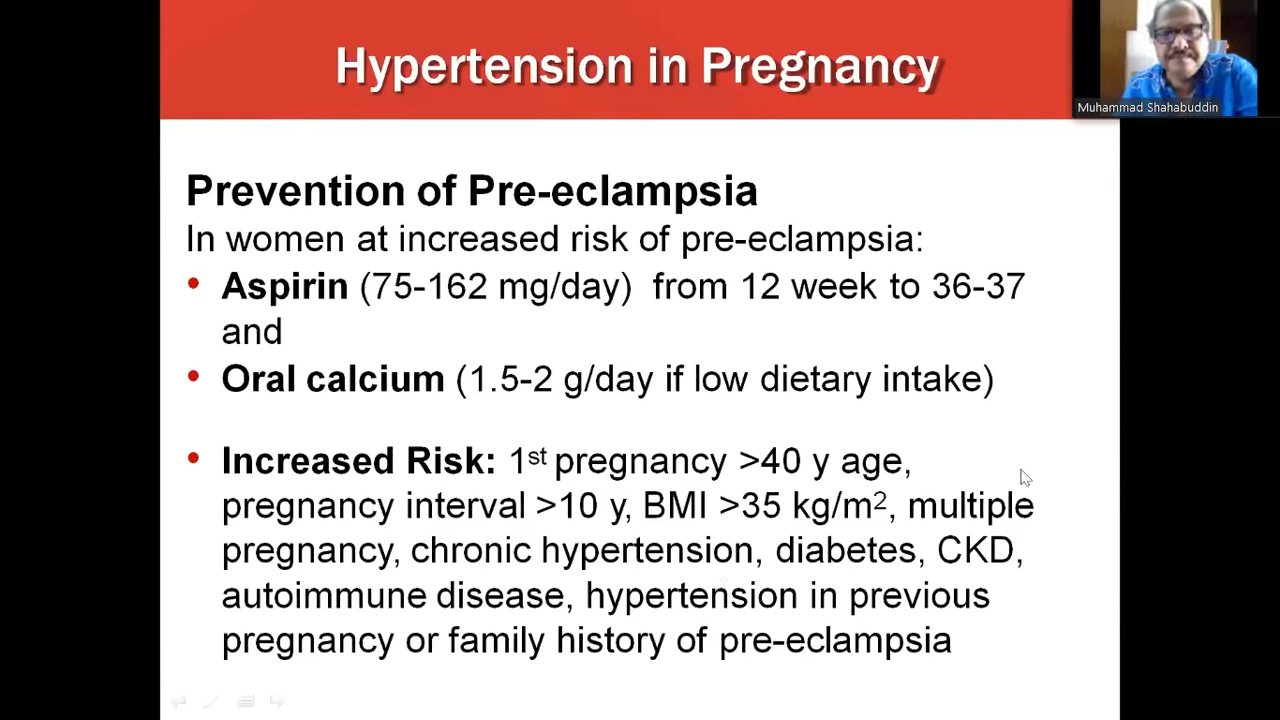 Hypertension in Pregnancy
Muhammad Shahabuddin
Prevention of Pre-eclampsia
In women at increased risk of pre-eclampsia:
• Aspirin (75-162 mg/day)  from 12 week to 36-37
and
• Oral calcium (1.5-2 g/day if low dietary intake)
• Increased Risk: 1st pregnancy >40 y age,
pregnancy interval >10 y, BMI >35 kg/m², multiple
pregnancy, chronic hypertension, diabetes, CKD,
autoimmune disease, hypertension in previous
pregnancy or family history of pre-eclampsia